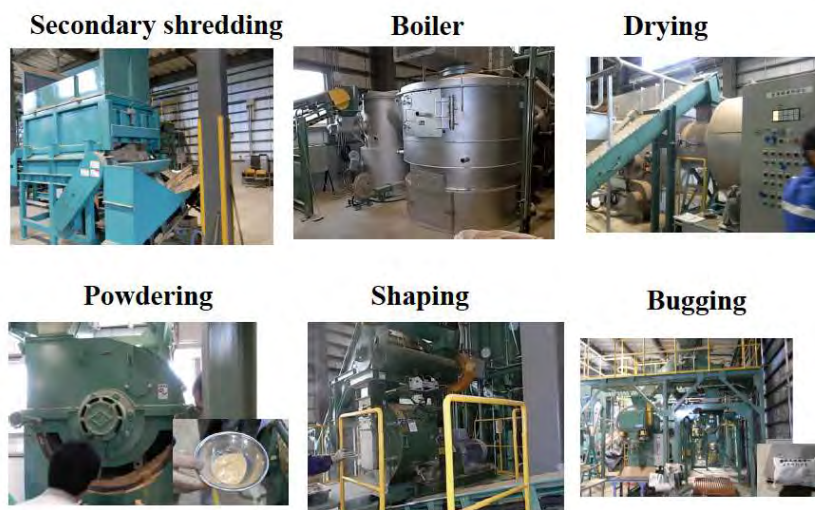 Secondary shredding
Boiler
Drying
Powdering
Shaping
Bugging